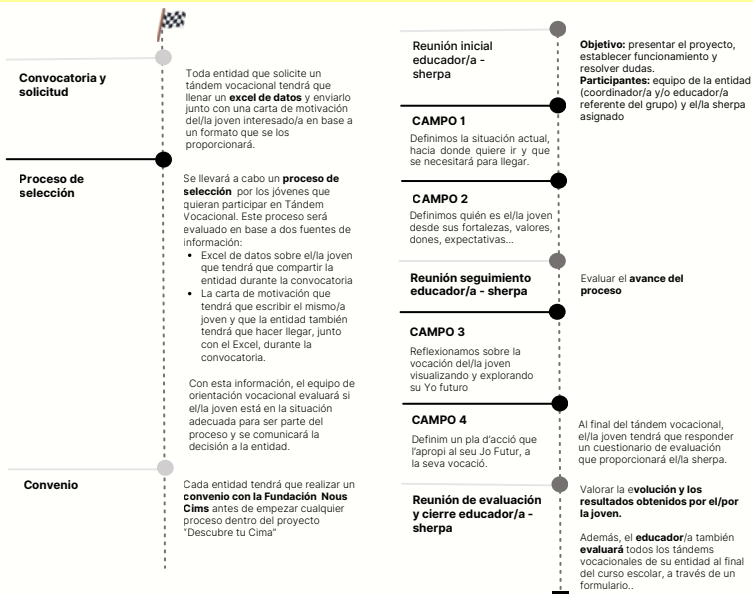 Convocatoria y
solicitud
Toda entidad que solicite un
tándem vocacional tendrá que
llenar un excel de datos y enviarlo
junto con una carta de motivación
del/la joven interesado/a en base a
un formato que se los
proporcionará.
Proceso de
selección
Se llevará a cabo un proceso de
selección por los jóvenes que
quieran participar en Tándem
Vocacional. Este proceso será
evaluado en base a dos fuentes de
información:
• Excel de datos sobre el/la joven
que tendrá que compartir la
entidad durante la convocatoria
• La carta de motivación que
tendrá que escribir el mismo/a
joven y que la entidad también
tendrá que hacer llegar, junto
con el Excel, durante la
convocatoria.
Con esta información, el equipo de
orientación vocacional evaluará si
el/la joven está en la situación
adecuada para ser parte del
proceso y se comunicará la
decisión a la entidad.
Convenio
Cada entidad tendrá que realizar un
convenio con la Fundación Nous
Cims antes de empezar cualquier
proceso dentro del proyecto
"Descubre tu Cima"
Reunión inicial
educador/a -
sherpa
Objetivo: presentar el proyecto,
establecer funcionamiento y
resolver dudas.
Participantes: equipo de la entidad
(coordinador/a y/o educador/a
referente del grupo) y el/la sherpa
asignado
CAMPO 1
Definimos la situación actual,
hacia donde quiere ir y que
se necesitará para llegar.
CAMPO 2
Definimos quién es el/la joven
desde sus fortalezas, valores,
dones, expectativas...
Reunión seguimiento
educador/a - sherpa
Evaluar el avance del
proceso
CAMPO 3
Reflexionamos sobre la
vocación del/la joven
visualizando y explorando
su Yo futuro
CAMPO 4
Definim un pla d'acció que
l'apropi al seu Jo Futur, a
la seva vocació.
Al final del tándem vocacional,
el/la joven tendrá que responder
un cuestionario de evaluación
que proporcionará el/la sherpa.
Reunión de evaluación
y cierre educador/a -
sherpa
Valorar la evolución y los
resultados obtenidos por el/por
la joven.
Además, el educador/a también
evaluará todos los tándems
vocacionales de su entidad al final
del curso escolar, a través de un
formulario..